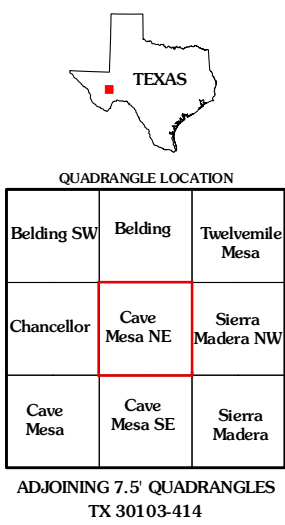 TEXAS
QUADRANGLE LOCATION
Belding SW
Belding
Twelvemile
Mesa
Chancellor
Cave
Mesa NE
Sierra
Madera NW
Cave
Mesa
Cave
Mesa SE
Sierra
Madera
ADJOINING 7.5' QUADRANGLES
TX 30103-414